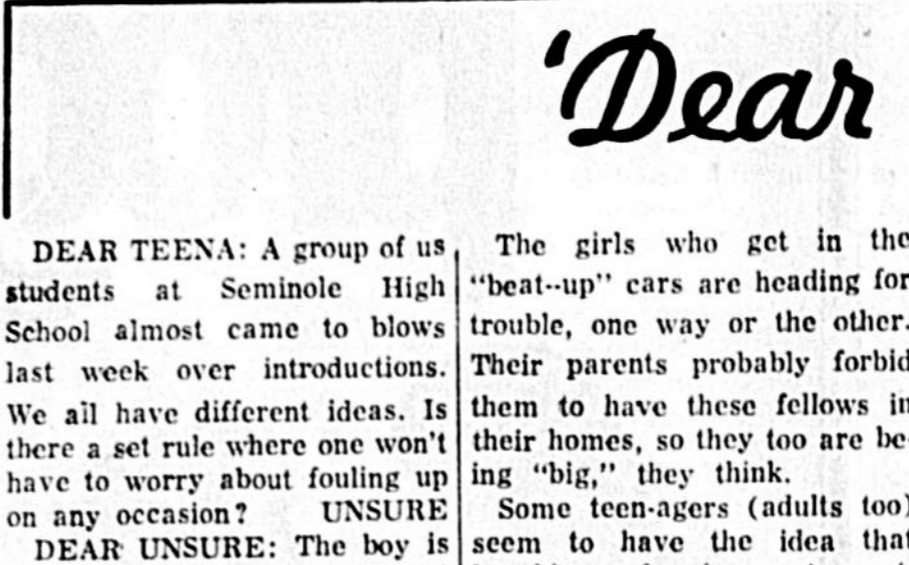 'Dear
DEAR TEENA: A group of us
students at Seminole High
School almost came to blows
last week over introductions.
We ail have different ideas. Is
there a set rule where one won't
have to worry about fouling up
on any occasion? UNSURE
DEAR UNSURE: The boy is
The girls who get in the
"beat--up" cars are heading for
trouble, one way or the other.
Their parents probably forbid
them to have these fellows in
their homes, so they too are be-
ing "big," they think.
Some teen-agers (adults too)
seem to have the idea that